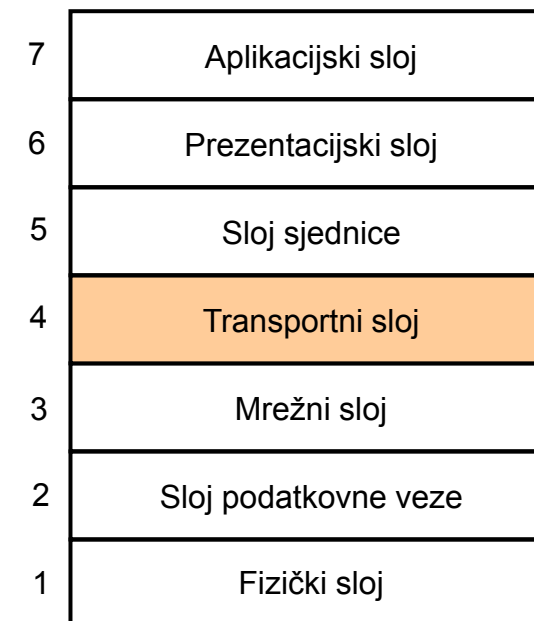 7 Aplikacijski sloj
6 Prezentacijski sloj
5 Sloj sjednice
4 Transportni sloj
3 Mrežni sloj
2 Sloj podatkovne veze
1 Fizički sloj